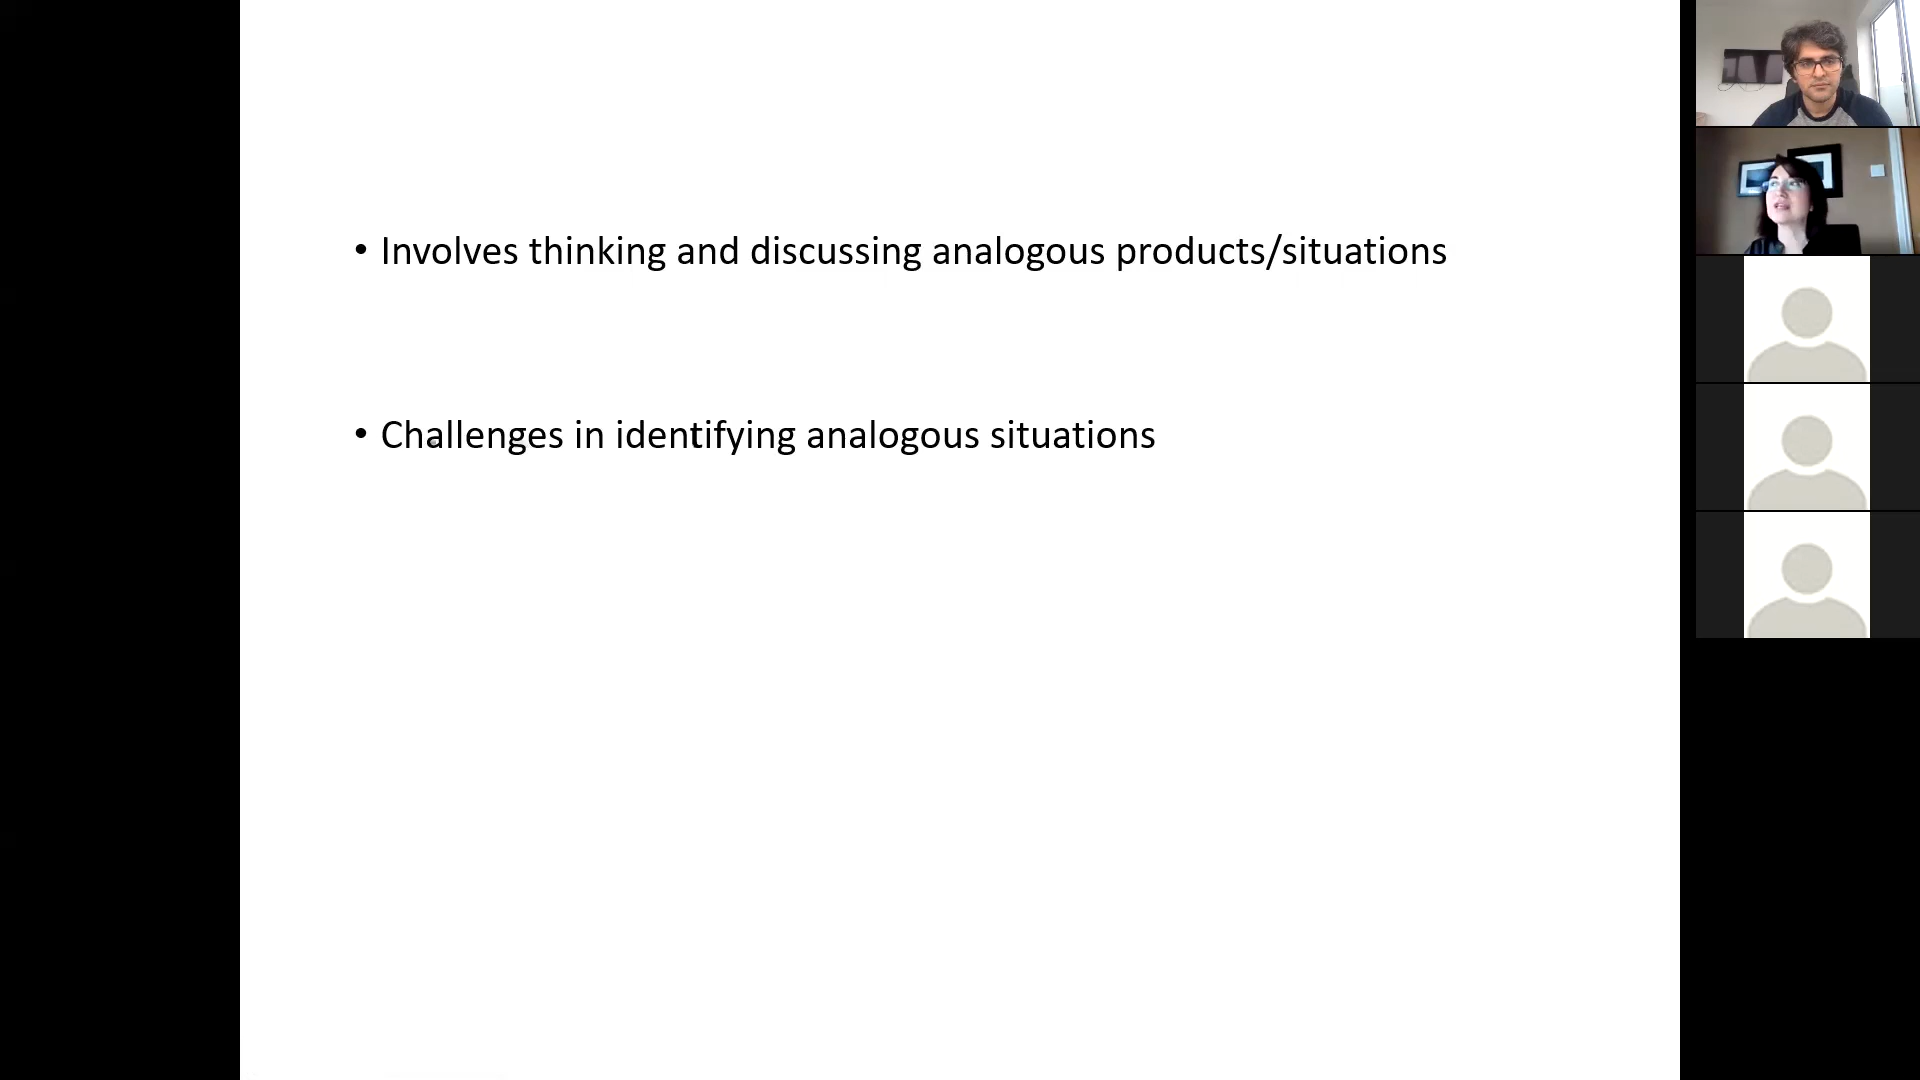 • Involves thinking and discussing analogous products/situations
• Challenges in identifying analogous situations